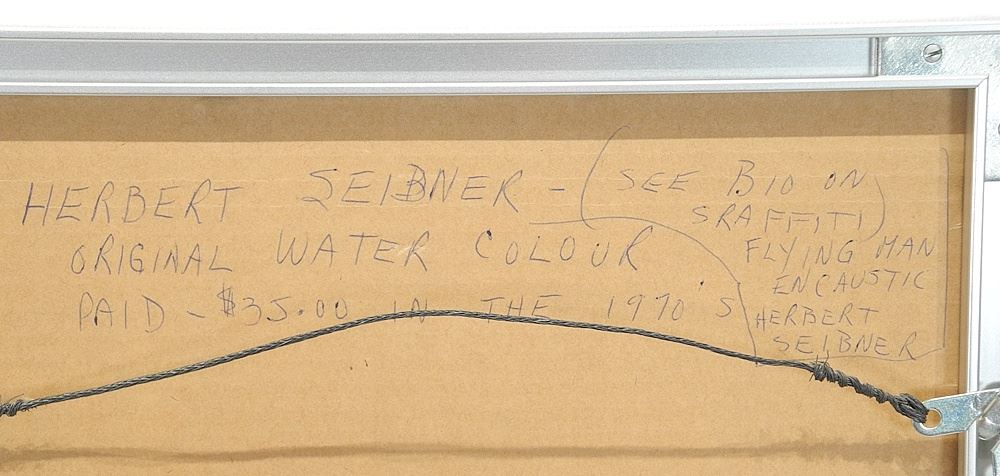 HERBERT SEIBNER - (SEE BIO ON
SRAFFITI)
ORIGINAL WATER COLOUR
PAID - $35.00 IN THE 1970'S
FLYING MAN
ENCAUSTIC
HERBERT
SEIBNER